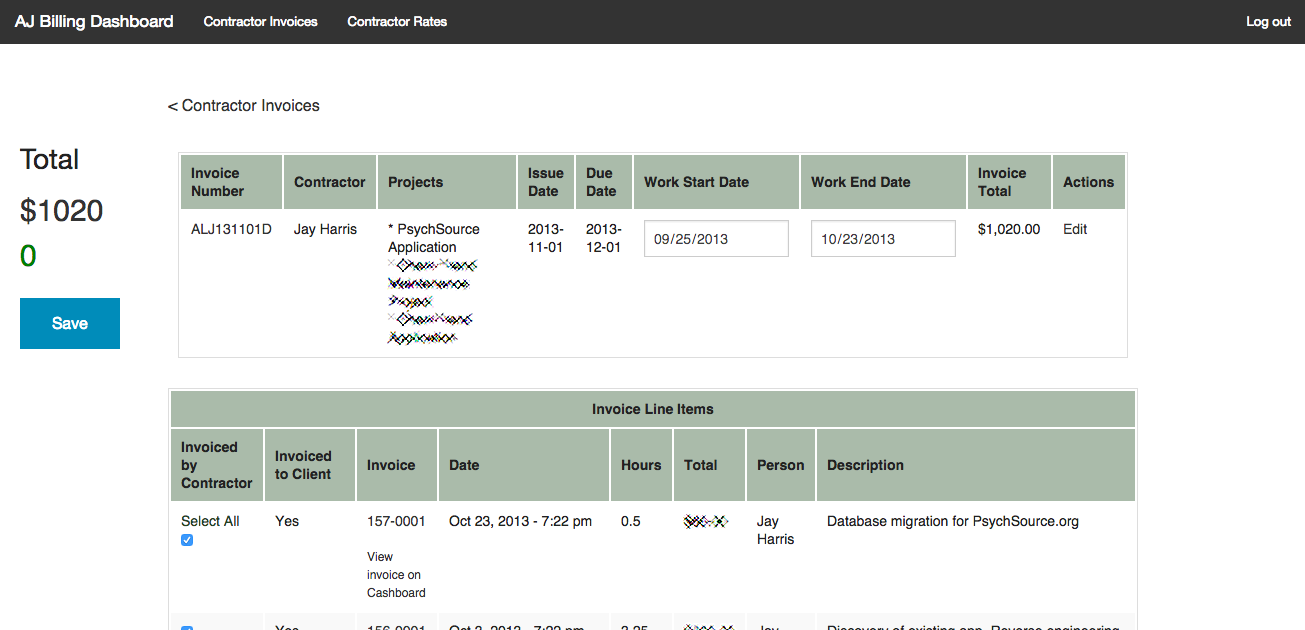 AJ Billing Dashboard Contractor Invoices Contractor Rates Log out
< Contractor Invoices
Total
$1020
0
Save
Invoice Number Contractor Projects Issue Date Due Date Work Start Date Work End Date Invoice Total Actions
ALJ131101D Jay Harris * PsychSource Application 2013-11-01 2013-12-01 09/25/2013 10/23/2013 $1,020.00 Edit
Invoice Line Items
Invoiced by Contractor Invoiced to Client Invoice Date Hours Total Person Description
Select All Yes 157-0001 Oct 23, 2013 - 7:22 pm 0.5 Jay Harris Database migration for PsychSource.org
View invoice on Cashboard
Yes 156-0001 Oct 3, 2013 - 7:22 pm 3.25 Jay Discovery of existing app. Reverse engineering